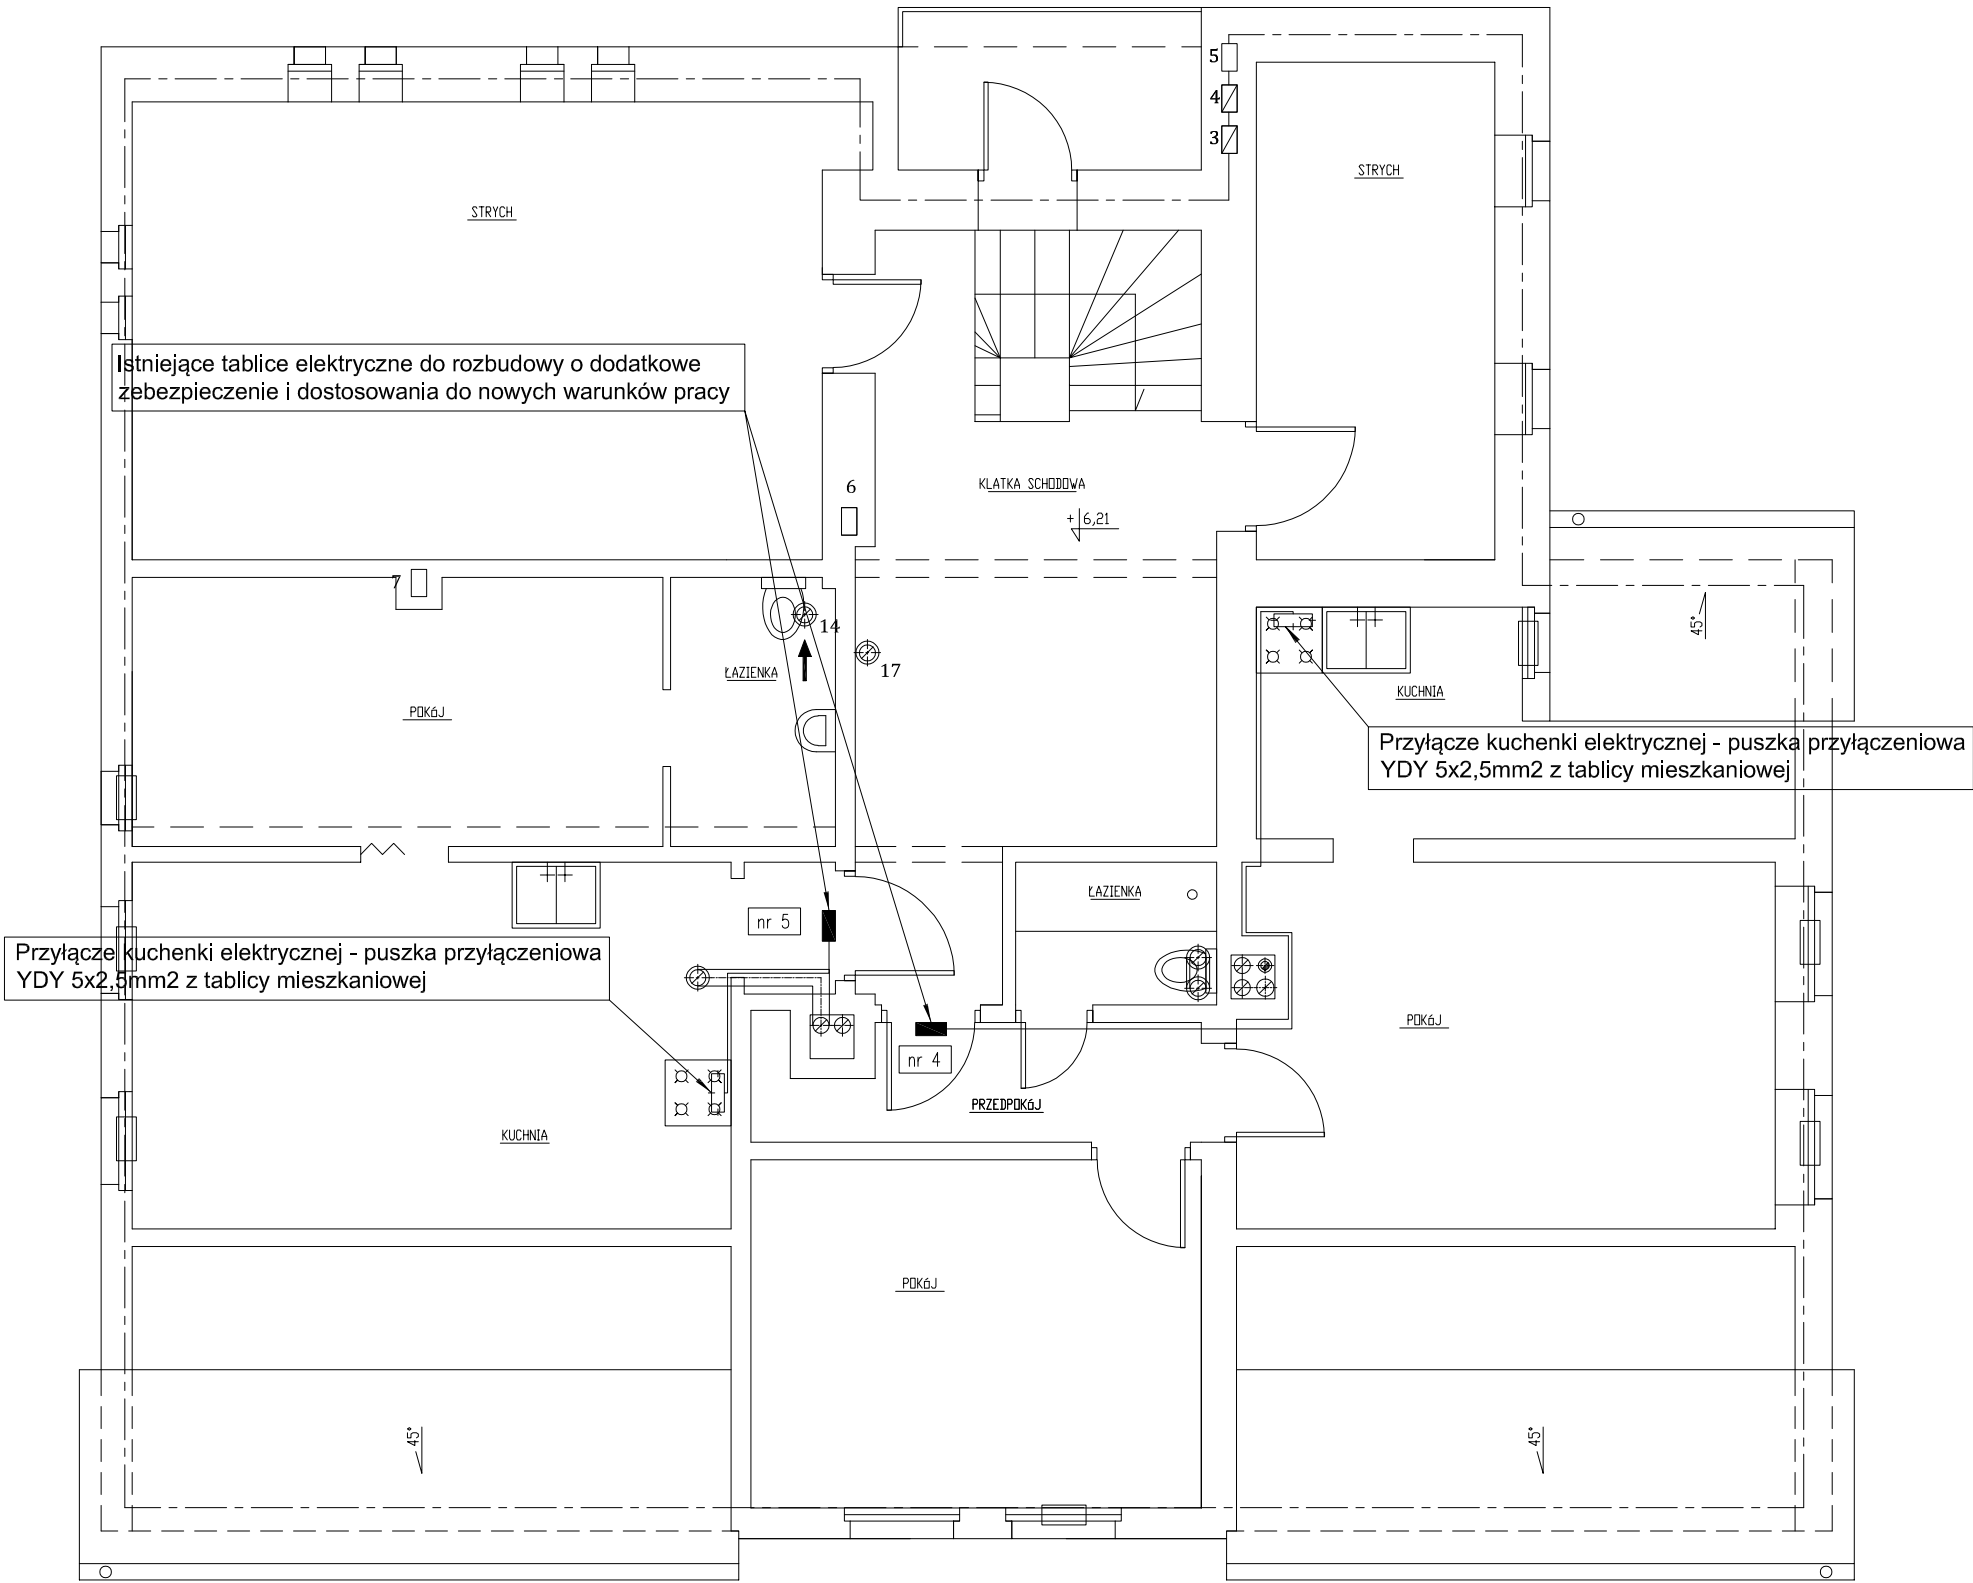 5
4
3
STRYCH
STRYCH
Istniejące tablice elektryczne do rozbudowy o dodatkowe
zebezpieczenie i dostosowania do nowych warunków pracy
KLATKA SCHODOWA
6
+ 6,21
7
14
17
45°
ŁAZIENKA
KUCHNIA
POKÓJ
Przyłącze kuchenki elektrycznej - puszka przyłączeniowa
YDY 5x2,5mm2 z tablicy mieszkaniowej
ŁAZIENKA
nr 5
Przyłącze kuchenki elektrycznej - puszka przyłączeniowa
YDY 5x2,5mm2 z tablicy mieszkaniowej
POKÓJ
nr 4
PRZEDPOKÓJ
KUCHNIA
POKÓJ
45°
45°